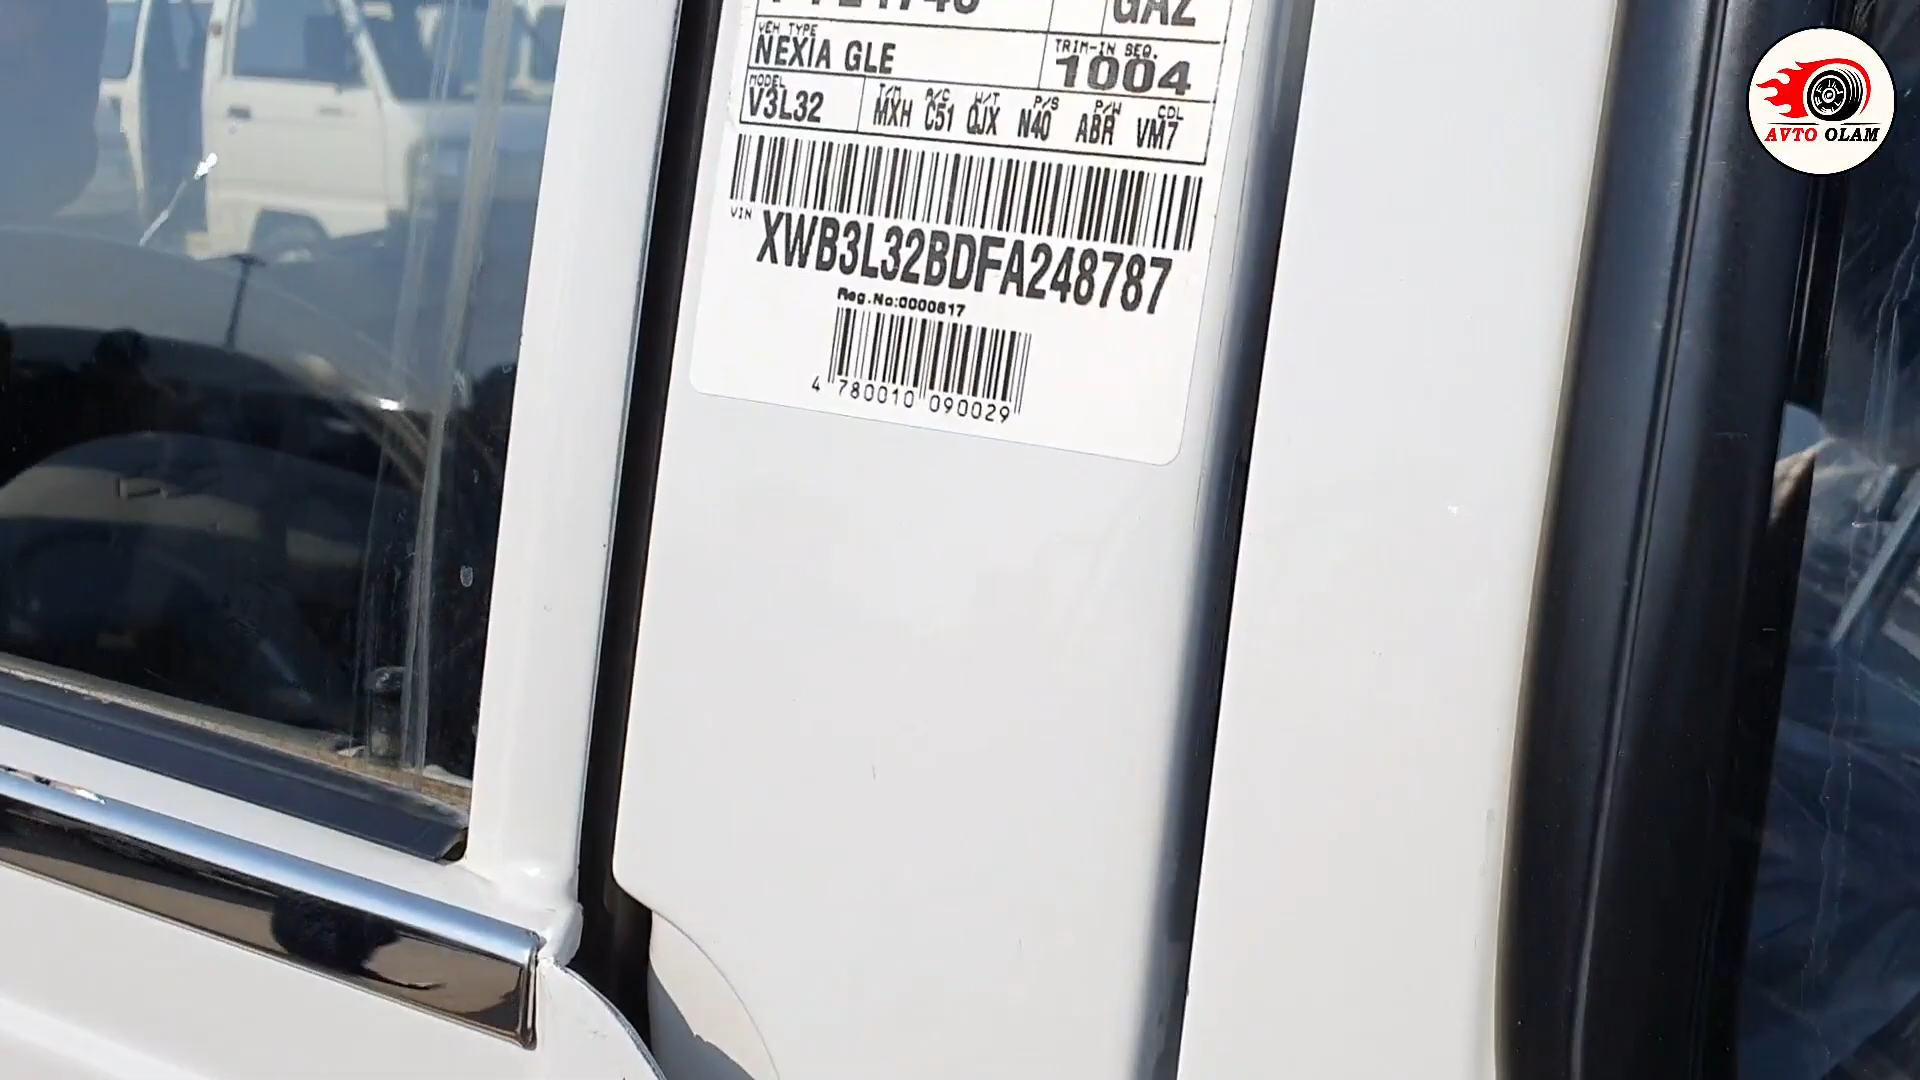 GAZ
VEH TYPE
NEXIA GLE
TRIM-IN SEQ.
1004
MODEL
V3L32
T/M A/C H/T P/S P/H CDL
MXH C51 QJX N40 ABR VM7
VIN
XWB3L32BDFA248787
Reg.No:0000617
4 780010 090029
AVTO OLAM